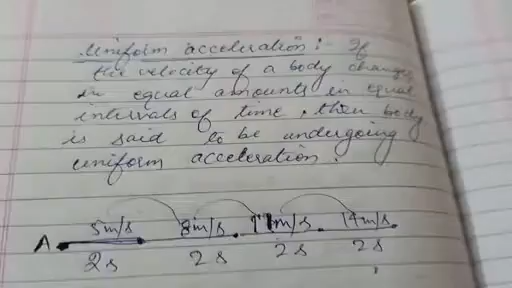 Uniform acceleration :- If
the velocity of a body changes
in equal amounts in equal
intervals of time, then body
is said to be undergoing
uniform acceleration.
5m/s 8m/s 11m/s 14m/s
A
2s 2s 2s 2s